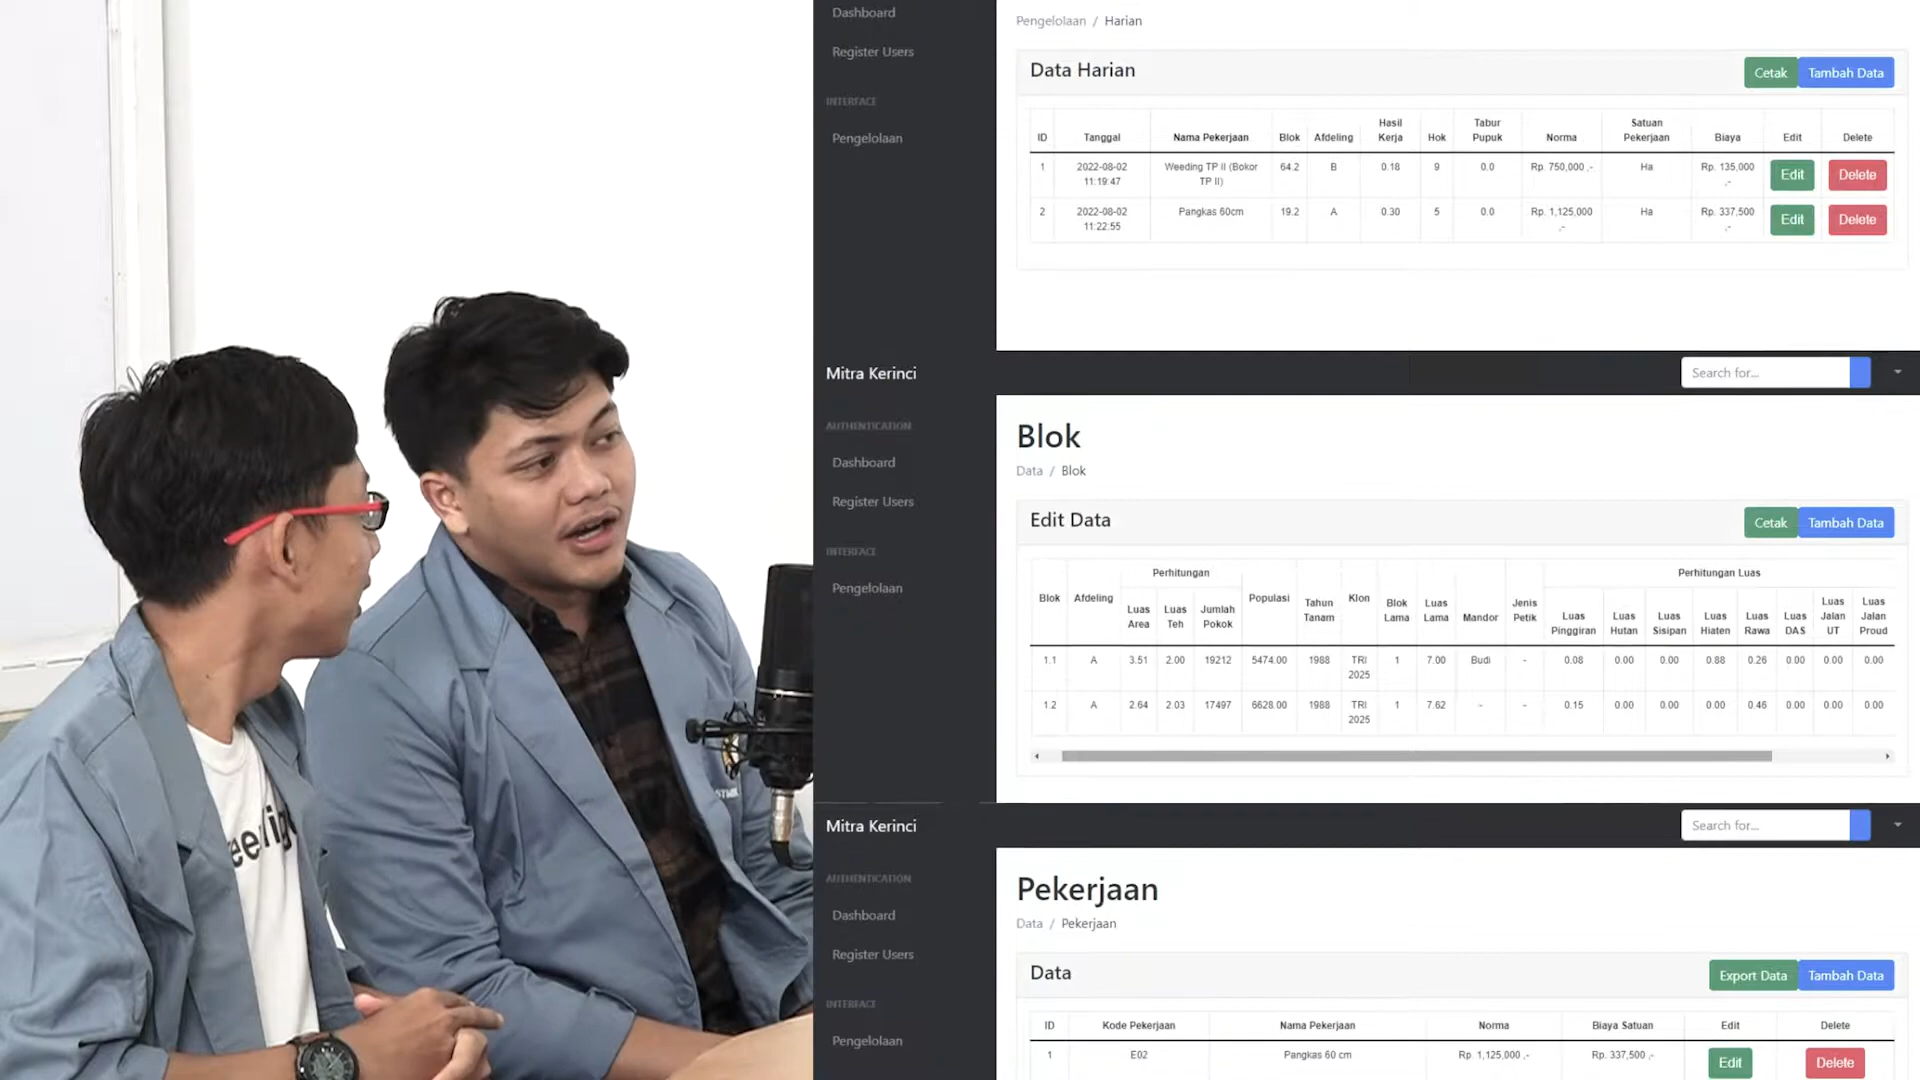 Dashboard
Register Users
INTERFACE
Pengelolaan
Pengelolaan / Harian
Data Harian
Cetak Tambah Data
ID Tanggal Nama Pekerjaan Blok Afdeling Hasil Kerja Hok Tabur Pupuk Norma Satuan Pekerjaan Biaya Edit Delete
1 2022-08-02 11:19:47 Weeding TP II (Bokor TP II) 64.2 B 0.18 9 0.0 Rp. 750,000 ,- Ha Rp. 135,000 ,- Edit Delete
2 2022-08-02 11:22:55 Pangkas 60cm 19.2 A 0.30 5 0.0 Rp. 1,125,000 ,- Ha Rp. 337,500 ,- Edit Delete
Mitra Kerinci
Search for...
AUTHENTICATION
Dashboard
Register Users
INTERFACE
Pengelolaan
Blok
Data / Blok
Edit Data
Cetak Tambah Data
Perhitungan Perhitungan Luas
Blok Afdeling Luas Area Luas Teh Jumlah Pokok Populasi Tahun Tanam Klon Blok Lama Luas Lama Mandor Jenis Petik Luas Pinggiran Luas Hutan Luas Sisipan Luas Hiaten Luas Rawa Luas DAS Luas Jalan UT Luas Jalan Proud
1.1 A 3.51 2.00 19212 5474.00 1988 TRI 2025 1 7.00 Budi - 0.08 0.00 0.00 0.88 0.26 0.00 0.00 0.00
1.2 A 2.64 2.03 17497 6628.00 1988 TRI 2025 1 7.62 - - 0.15 0.00 0.00 0.00 0.46 0.00 0.00 0.00
Mitra Kerinci
Search for...
AUTHENTICATION
Dashboard
Register Users
INTERFACE
Pengelolaan
Pekerjaan
Data / Pekerjaan
Data
Export Data Tambah Data
ID Kode Pekerjaan Nama Pekerjaan Norma Biaya Satuan Edit Delete
1 E02 Pangkas 60 cm Rp. 1,125,000 ,- Rp. 337,500 ,- Edit Delete